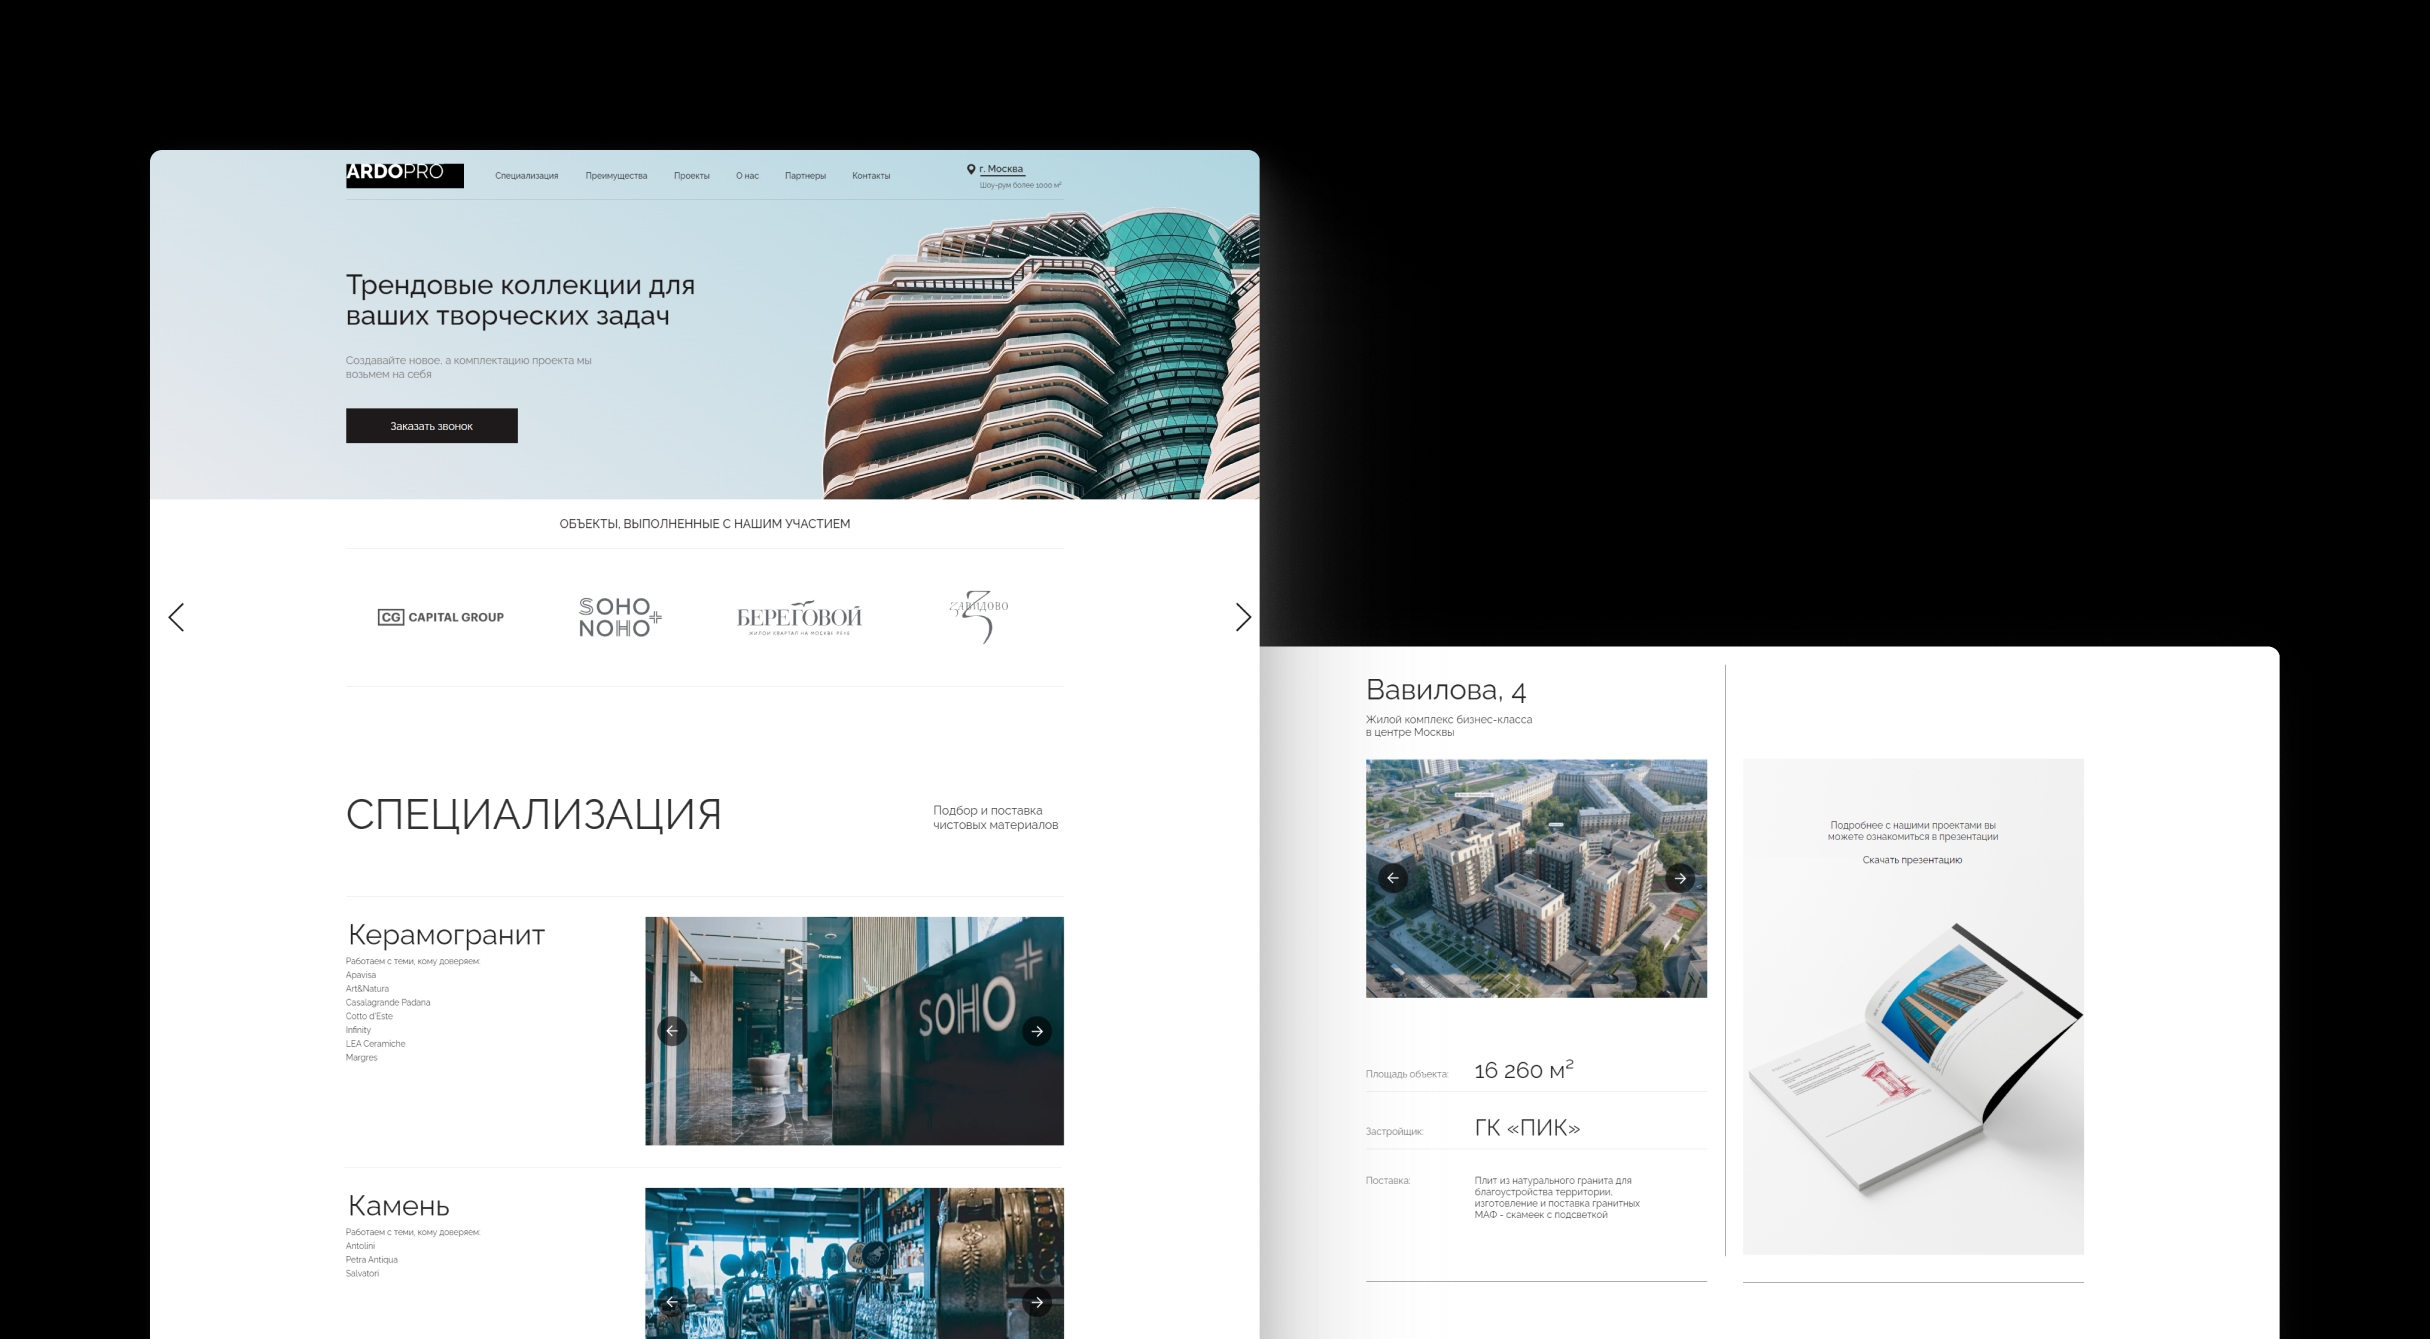 ARDOPRO
Специализация
Преимущества
Проекты
О нас
Партнеры
Контакты
г. Москва
Шоу-рум более 1000 м²
Трендовые коллекции для
ваших творческих задач
Создавайте новое, а комплектацию проекта мы
возьмем на себя
Заказать звонок
ОБЪЕКТЫ, ВЫПОЛНЕННЫЕ С НАШИМ УЧАСТИЕМ
CG CAPITAL GROUP
SOHO
NOHO
БЕРЕГОВОЙ
ЖИЛОЙ КВАРТАЛ НА МОСКВЕ РЕКЕ
ЗАВИДОВО
СПЕЦИАЛИЗАЦИЯ
Подбор и поставка
чистовых материалов
Керамогранит
Работаем с теми, кому доверяем:
Apavisa
Art&Natura
Casalagrande Padana
Cotto d'Este
Infinity
LEA Ceramiche
Margres
SOHO
Камень
Работаем с теми, кому доверяем:
Antolini
Petra Antiqua
Salvatori
Вавилова, 4
Жилой комплекс бизнес-класса
в центре Москвы
Площадь объекта:
16 260 м²
Застройщик:
ГК «ПИК»
Поставка:
Плит из натурального гранита для
благоустройства территории,
изготовление и поставка гранитных
МАФ - скамеек с подсветкой
Подробнее с нашими проектами вы
можете ознакомиться в презентации
Скачать презентацию